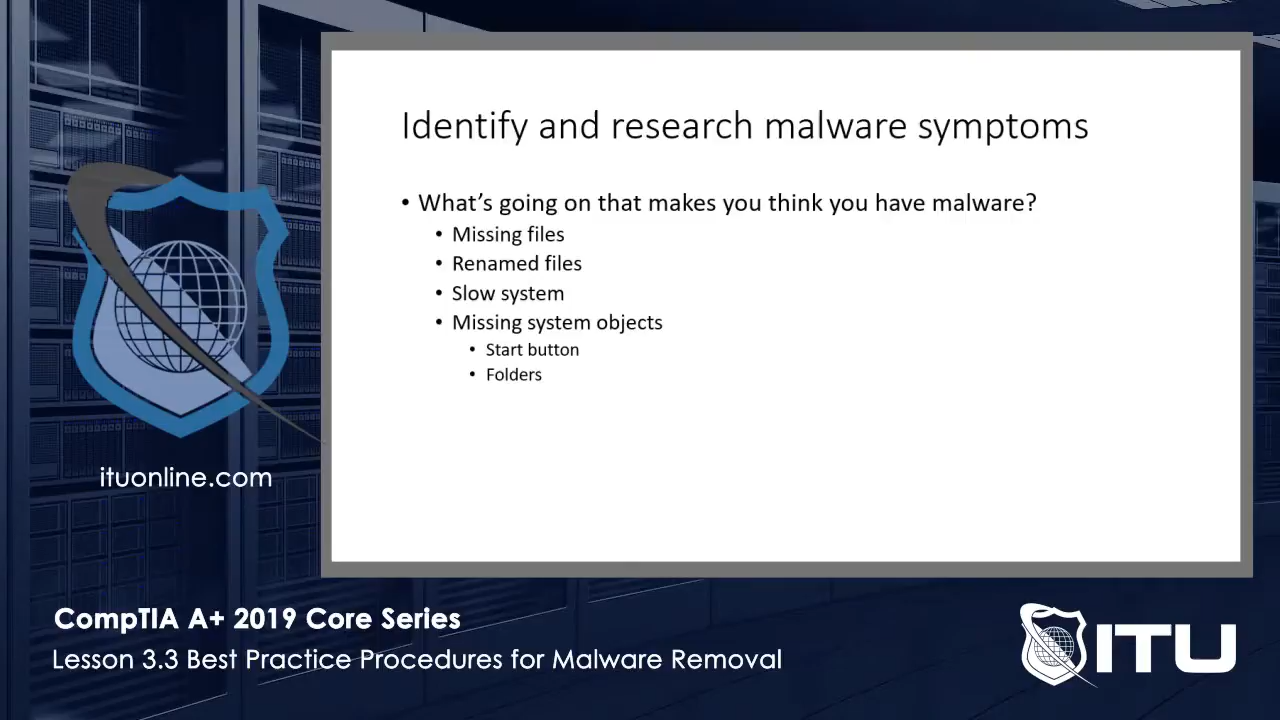 Identify and research malware symptoms
• What's going on that makes you think you have malware?
• Missing files
• Renamed files
• Slow system
• Missing system objects
• Start button
• Folders
ituonline.com
CompTIA A+ 2019 Core Series
Lesson 3.3 Best Practice Procedures for Malware Removal
ITU